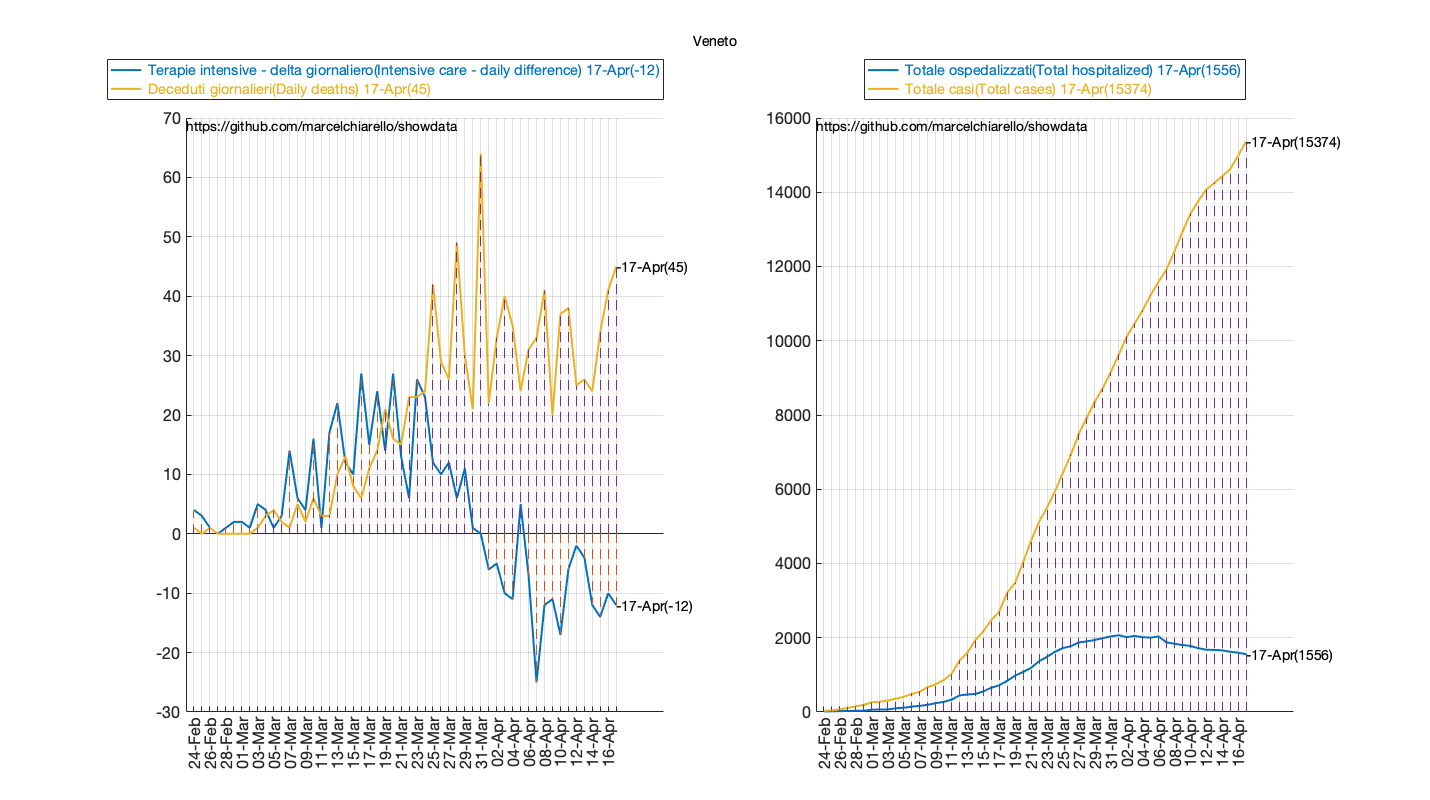 Veneto
Terapie intensive - delta giornaliero(Intensive care - daily difference) 17-Apr(-12)
Deceduti giornalieri(Daily deaths) 17-Apr(45)
https://github.com/marcelchiarello/showdata
70
60
50
40
30
20
10
0
-10
-20
-30
17-Apr(45)
17-Apr(-12)
24-Feb
26-Feb
28-Feb
01-Mar
03-Mar
05-Mar
07-Mar
09-Mar
11-Mar
13-Mar
15-Mar
17-Mar
19-Mar
21-Mar
23-Mar
25-Mar
27-Mar
29-Mar
31-Mar
02-Apr
04-Apr
06-Apr
08-Apr
10-Apr
12-Apr
14-Apr
16-Apr
Totale ospedalizzati(Total hospitalized) 17-Apr(1556)
Totale casi(Total cases) 17-Apr(15374)
https://github.com/marcelchiarello/showdata
16000
14000
12000
10000
8000
6000
4000
2000
0
17-Apr(15374)
17-Apr(1556)
24-Feb
26-Feb
28-Feb
01-Mar
03-Mar
05-Mar
07-Mar
09-Mar
11-Mar
13-Mar
15-Mar
17-Mar
19-Mar
21-Mar
23-Mar
25-Mar
27-Mar
29-Mar
31-Mar
02-Apr
04-Apr
06-Apr
08-Apr
10-Apr
12-Apr
14-Apr
16-Apr